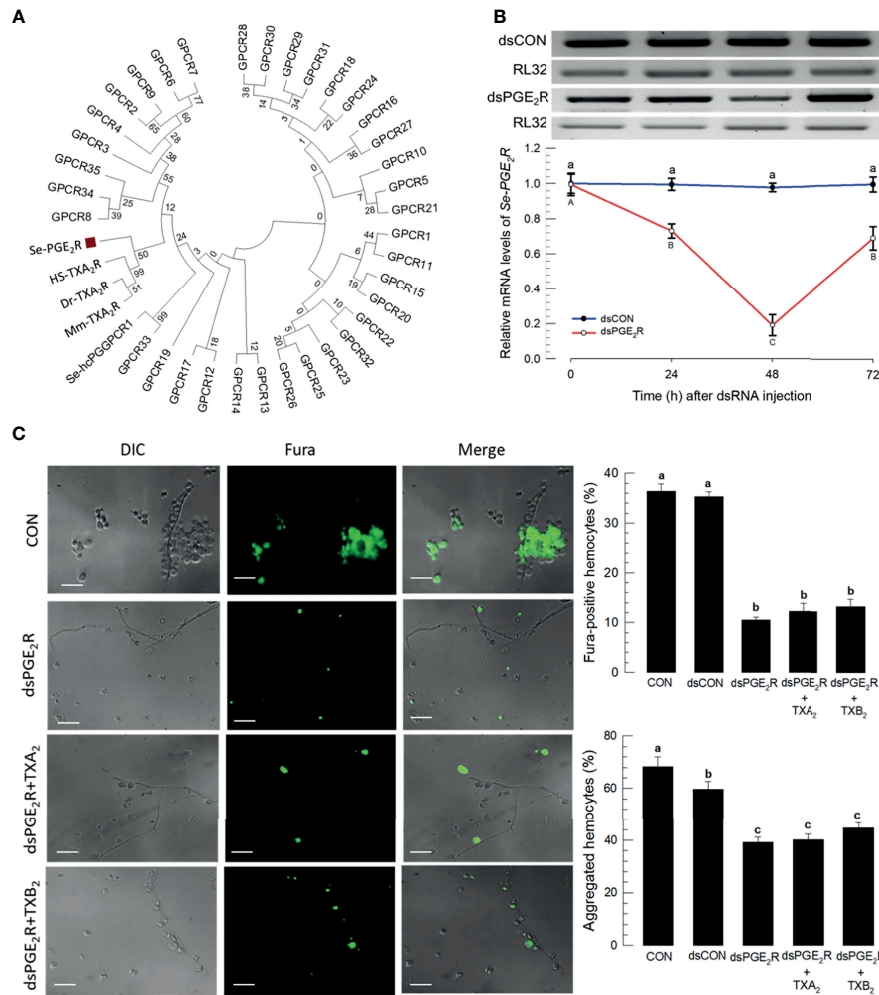 A
GPCR28
GPCR30
GPCR29
GPCR31
GPCR18
GPCR24
GPCR16
GPCR27
GPCR10
GPCR5
GPCR21
GPCR1
GPCR11
GPCR15
GPCR20
GPCR22
GPCR32
GPCR23
GPCR25
GPCR26
GPCR13
GPCR14
GPCR12
GPCR17
GPCR19
GPCR33
Se-hcPGGPCR1
Mm-TXA₂R
Dr-TXA₂R
HS-TXA₂R
Se-PGE₂R
GPCR8
GPCR34
GPCR35
GPCR3
GPCR4
GPCR2
GPCR9
GPCR6
GPCR7
38
14
34
22
3
36
1
0
7
28
0
44
6
19
0
10
0
5
20
12
18
0
0
3
99
24
51
99
50
12
39
25
55
38
28
65
60
77
B
dsCON
RL32
dsPGE₂R
RL32
Relative mRNA levels of Se-PGE₂R
1.2
1.0
0.8
0.6
0.4
0.2
0.0
a
a
a
a
A
B
C
B
dsCON
dsPGE₂R
0
24
48
72
Time (h) after dsRNA injection
C
DIC
Fura
Merge
CON
dsPGE₂R
dsPGE₂R+TXA₂
dsPGE₂R+TXB₂
Fura-positive hemocytes (%)
40
30
20
10
0
a
a
b
b
b
CON
dsCON
dsPGE₂R
dsPGE₂R + TXA₂
dsPGE₂R + TXB₂
Aggregated hemocytes (%)
80
60
40
20
0
a
b
c
c
c
CON
dsCON
dsPGE₂R
dsPGE₂R + TXA₂
dsPGE₂R + TXB₂